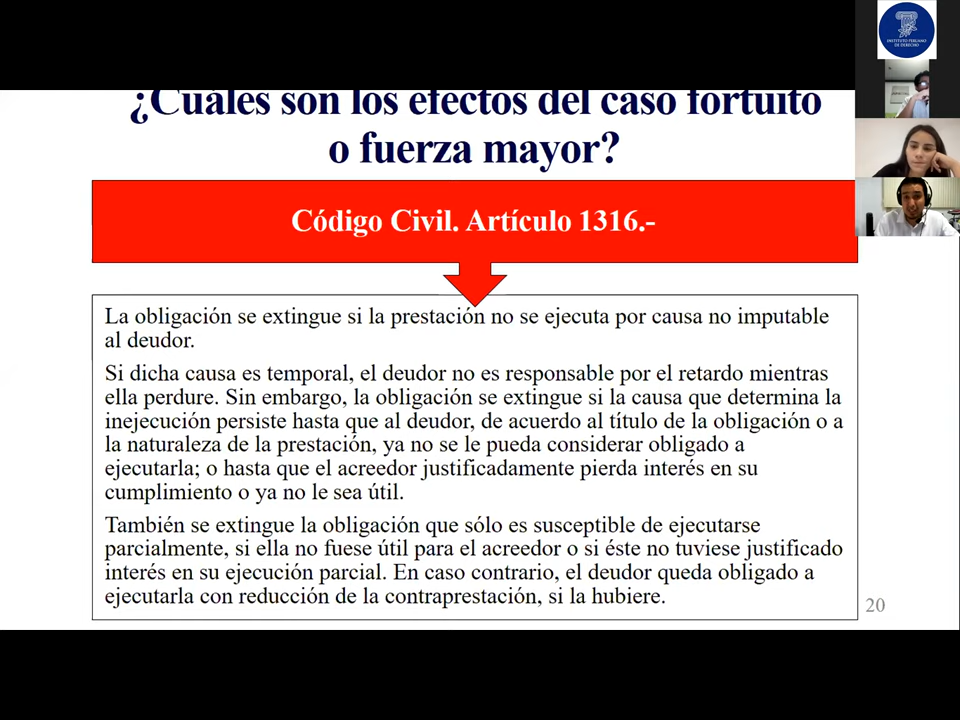 INSTITUTO PERUANO
DE DERECHO
¿Cuáles son los efectos del caso fortuito
o fuerza mayor?
Código Civil. Artículo 1316.-
La obligación se extingue si la prestación no se ejecuta por causa no imputable
al deudor.
Si dicha causa es temporal, el deudor no es responsable por el retardo mientras
ella perdure. Sin embargo, la obligación se extingue si la causa que determina la
inejecución persiste hasta que al deudor, de acuerdo al título de la obligación o a
la naturaleza de la prestación, ya no se le pueda considerar obligado a
ejecutarla; o hasta que el acreedor justificadamente pierda interés en su
cumplimiento o ya no le sea útil.
También se extingue la obligación que sólo es susceptible de ejecutarse
parcialmente, si ella no fuese útil para el acreedor o si éste no tuviese justificado
interés en su ejecución parcial. En caso contrario, el deudor queda obligado a
ejecutarla con reducción de la contraprestación, si la hubiere.
20